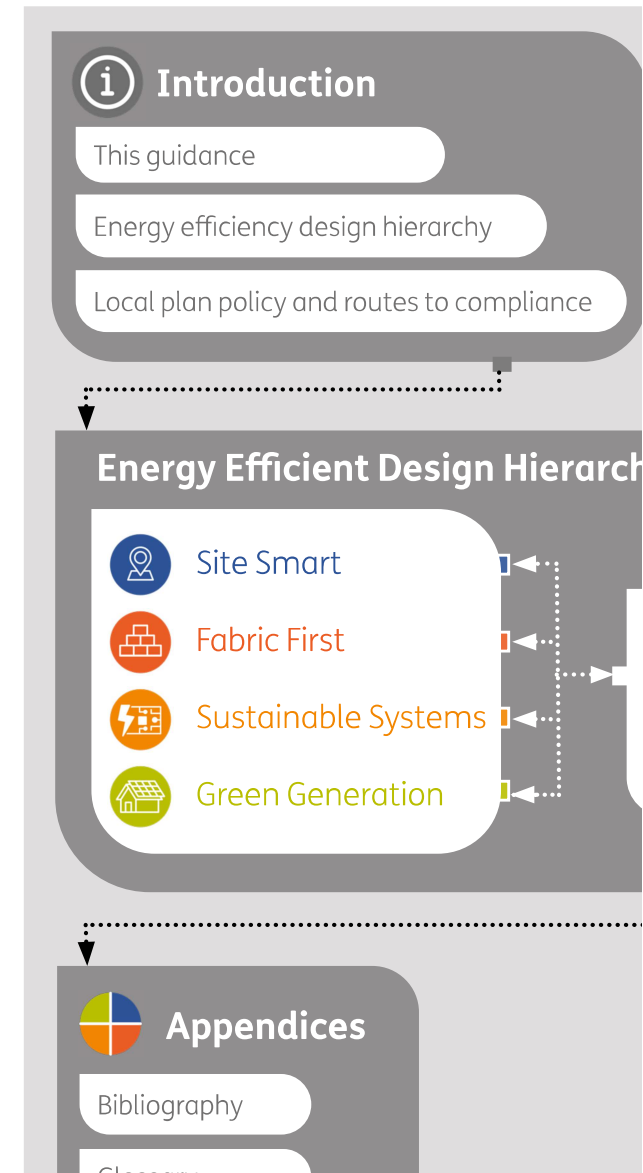 Introduction
This guidance
Energy efficiency design hierarchy
Local plan policy and routes to compliance
Energy Efficient Design
Site Smart
Fabric First
Sustainable Systems
Green Generation
Appendices
Bibliography